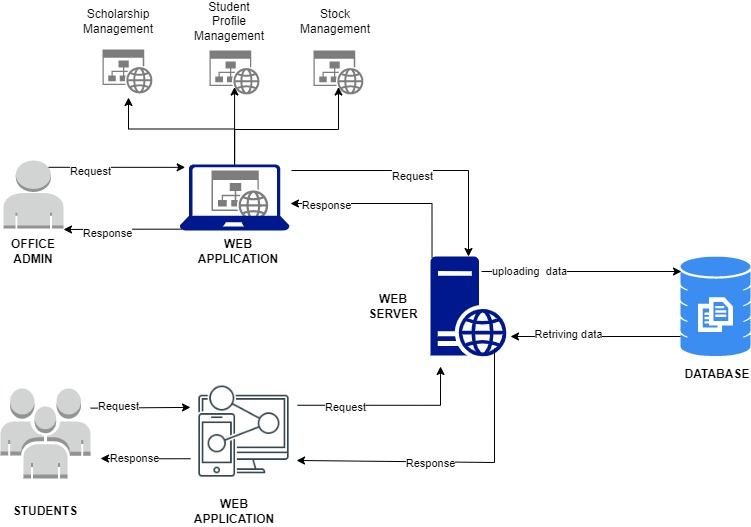 Scholarship
Management
Student
Profile
Management
Stock
Management
Request
Request
Response
Response
OFFICE
ADMIN
WEB
APPLICATION
uploading data
WEB
SERVER
Retriving data
DATABASE
Request
Request
Response
Response
STUDENTS
WEB
APPLICATION